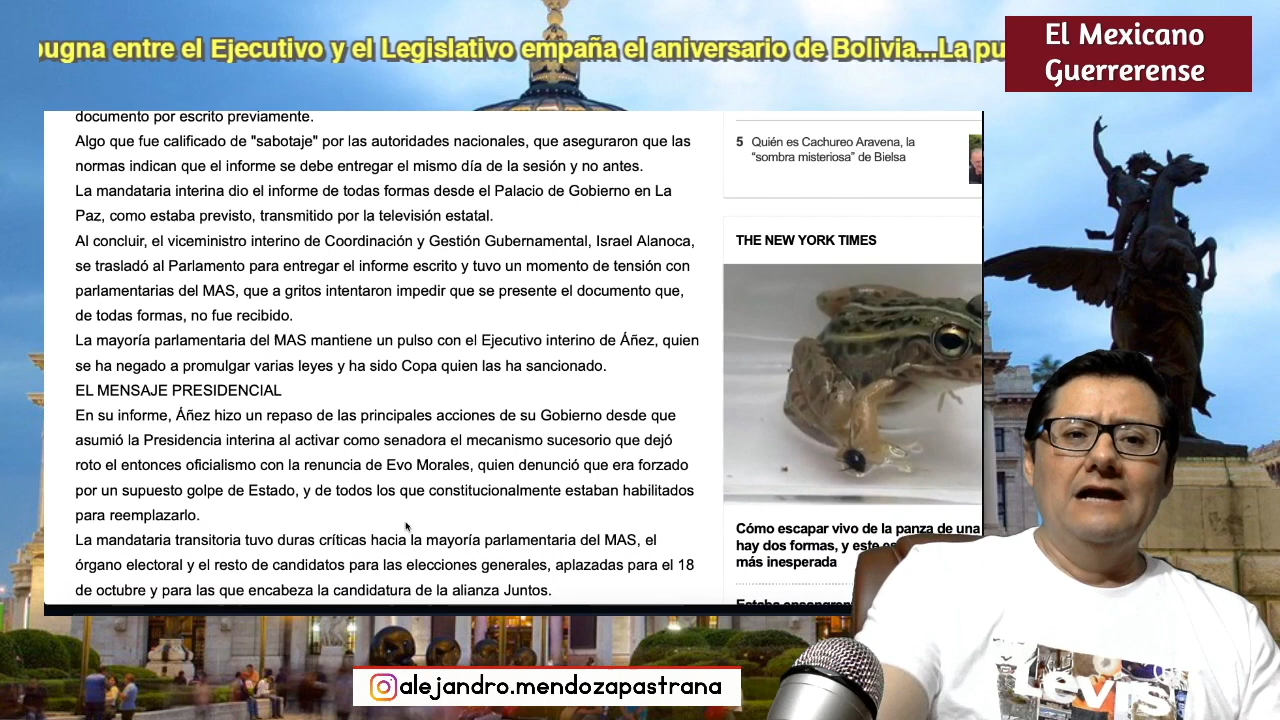 pugna entre el Ejecutivo y el Legislativo empaña el aniversario de Bolivia...La pu
El Mexicano
Guerrerense
documento por escrito previamente.
Algo que fue calificado de "sabotaje" por las autoridades nacionales, que aseguraron que las
normas indican que el informe se debe entregar el mismo día de la sesión y no antes.
La mandataria interina dio el informe de todas formas desde el Palacio de Gobierno en La
Paz, como estaba previsto, transmitido por la televisión estatal.
Al concluir, el viceministro interino de Coordinación y Gestión Gubernamental, Israel Alanoca,
se trasladó al Parlamento para entregar el informe escrito y tuvo un momento de tensión con
parlamentarias del MAS, que a gritos intentaron impedir que se presente el documento que,
de todas formas, no fue recibido.
La mayoría parlamentaria del MAS mantiene un pulso con el Ejecutivo interino de Áñez, quien
se ha negado a promulgar varias leyes y ha sido Copa quien las ha sancionado.
EL MENSAJE PRESIDENCIAL
En su informe, Áñez hizo un repaso de las principales acciones de su Gobierno desde que
asumió la Presidencia interina al activar como senadora el mecanismo sucesorio que dejó
roto el entonces oficialismo con la renuncia de Evo Morales, quien denunció que era forzado
por un supuesto golpe de Estado, y de todos los que constitucionalmente estaban habilitados
para reemplazarlo.
La mandataria transitoria tuvo duras críticas hacia la mayoría parlamentaria del MAS, el
órgano electoral y el resto de candidatos para las elecciones generales, aplazadas para el 18
de octubre y para las que encabeza la candidatura de la alianza Juntos.
5 Quién es Cachureo Aravena, la
"sombra misteriosa" de Bielsa
THE NEW YORK TIMES
Cómo escapar vivo de la panza de una
hay dos formas, y este es
más inesperada
Levi's
alejandro.mendozapastrana